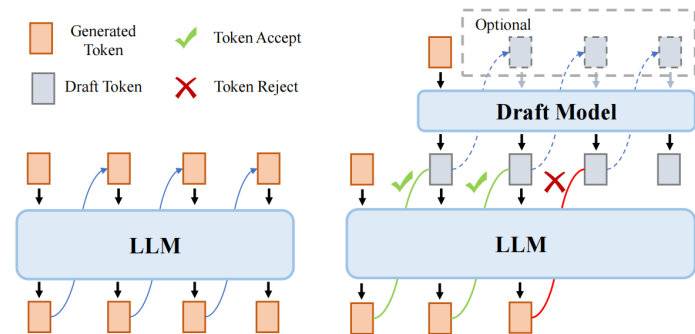 Generated
Token
Token Accept
Draft Token
Token Reject
Optional
Draft Model
LLM
LLM